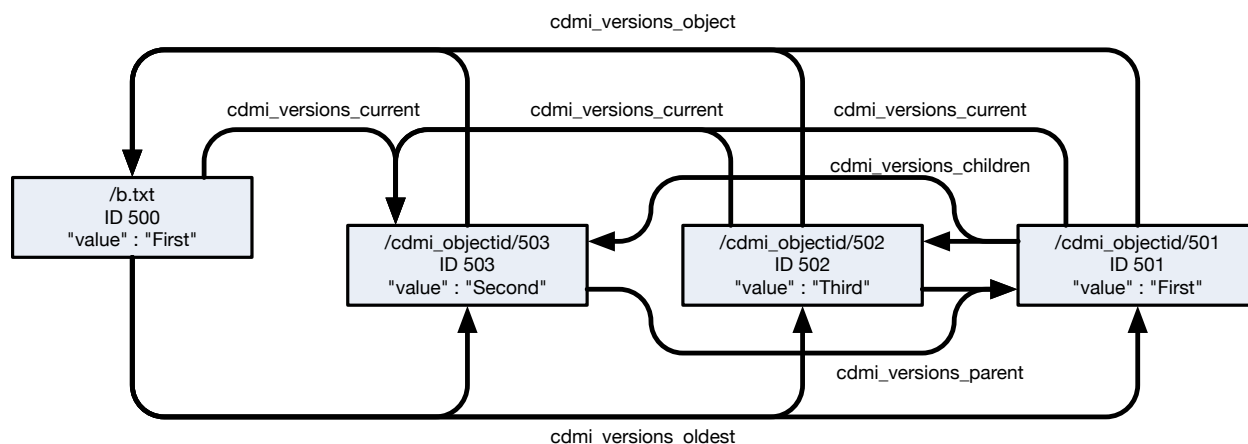 cdmi_versions_object
cdmi_versions_current
cdmi_versions_current
cdmi_versions_current
cdmi_versions_children
/b.txt
ID 500
"value" : "First"
/cdmi_objectid/503
ID 503
"value" : "Second"
/cdmi_objectid/502
ID 502
"value" : "Third"
/cdmi_objectid/501
ID 501
"value" : "First"
cdmi_versions_parent
cdmi_versions_oldest